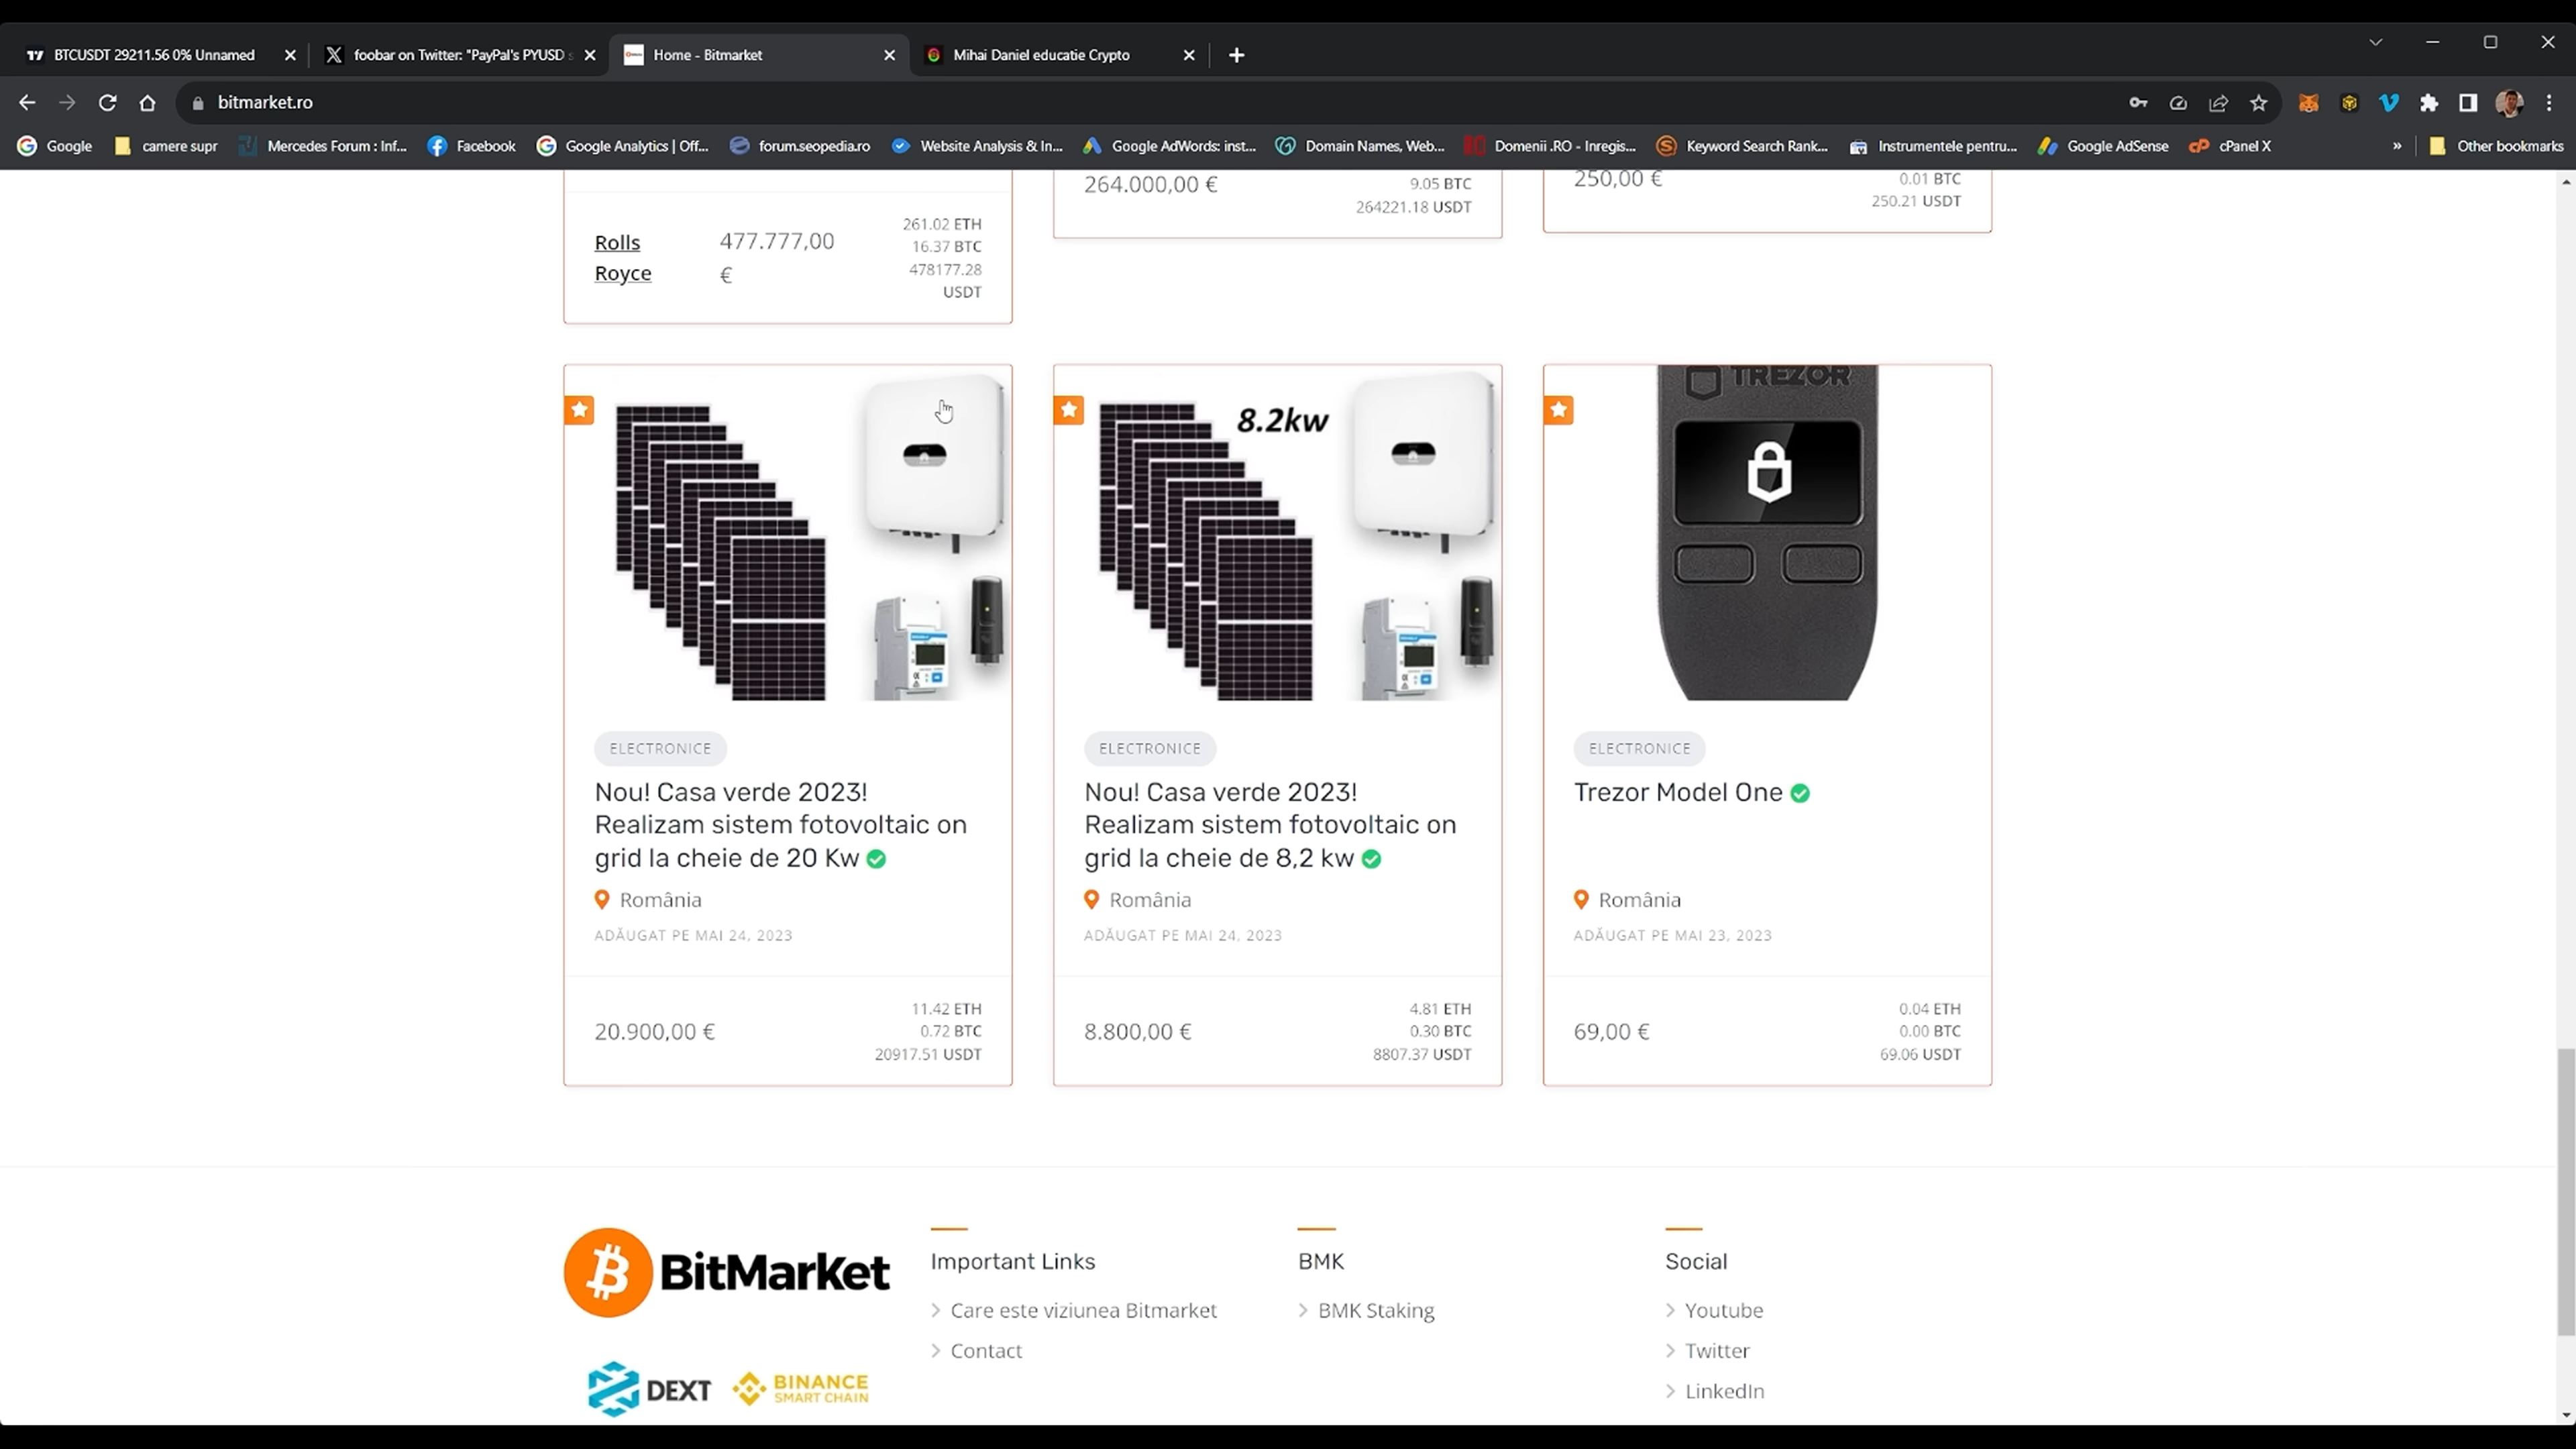 BTCUSDT 29211.56 0% Unnamed
foobar on Twitter: "PayPal's PYUSD s
Home - Bitmarket
Mihai Daniel educatie Crypto
bitmarket.ro
Google
camere supr
Mercedes Forum : Inf...
Facebook
Google Analytics | Off...
forum.seopedia.ro
Website Analysis & In...
Google AdWords: inst...
Domain Names, Web...
Domenii .RO - Inregis...
Keyword Search Rank...
Instrumentele pentru...
Google AdSense
cPanel X
»
Other bookmarks
Rolls
Royce
477.777,00
€
261.02 ETH
16.37 BTC
478177.28
USDT
264.000,00 €
9.05 BTC
264221.18 USDT
250,00 €
0.01 BTC
250.21 USDT
ELECTRONICE
Nou! Casa verde 2023!
Realizam sistem fotovoltaic on
grid la cheie de 20 Kw
România
ADĂUGAT PE MAI 24, 2023
20.900,00 €
11.42 ETH
0.72 BTC
20917.51 USDT
8.2kw
ELECTRONICE
Nou! Casa verde 2023!
Realizam sistem fotovoltaic on
grid la cheie de 8,2 kw
România
ADĂUGAT PE MAI 24, 2023
8.800,00 €
4.81 ETH
0.30 BTC
8807.37 USDT
TREZOR
ELECTRONICE
Trezor Model One
România
ADĂUGAT PE MAI 23, 2023
69,00 €
0.04 ETH
0.00 BTC
69.06 USDT
BitMarket
DEXT
BINANCE
SMART CHAIN
Important Links
Care este viziunea Bitmarket
Contact
BMK
BMK Staking
Social
Youtube
Twitter
LinkedIn